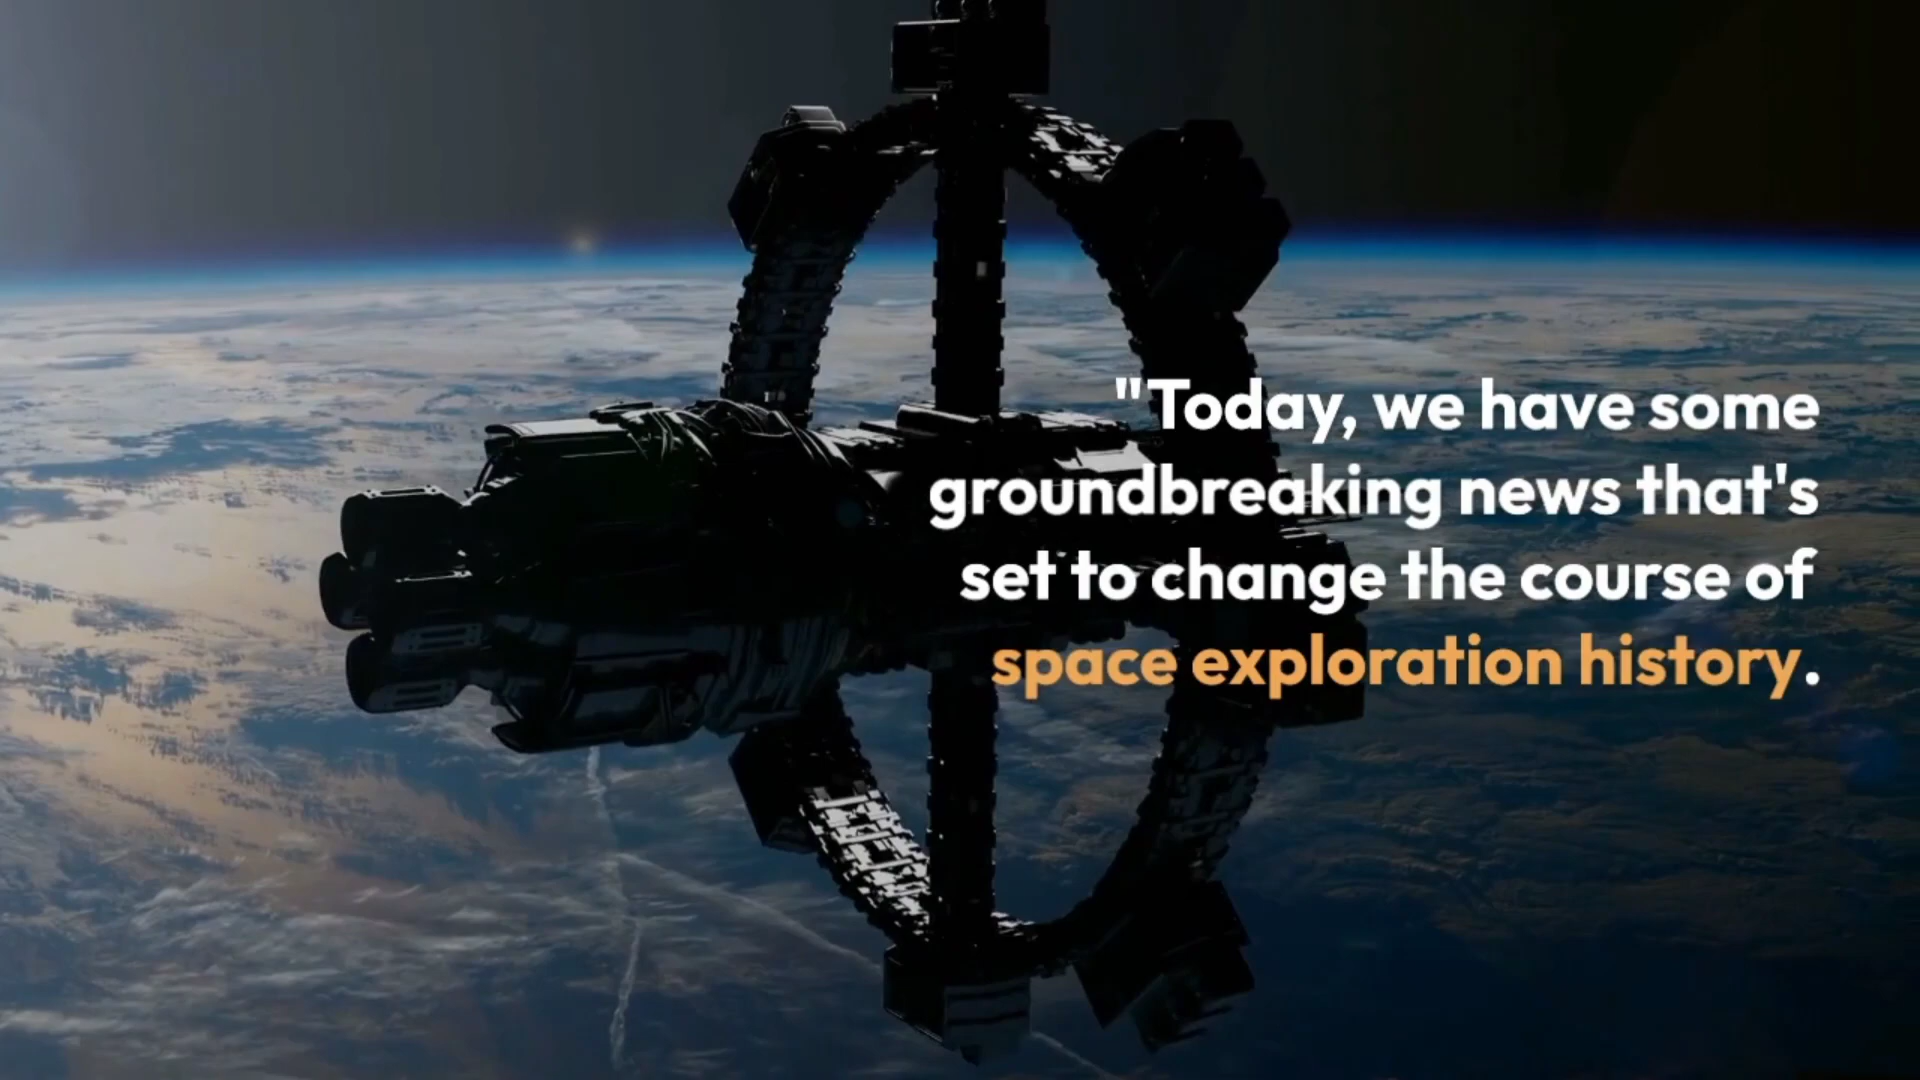 "Today, we have some
groundbreaking news that's
set to change the course of
space exploration history.